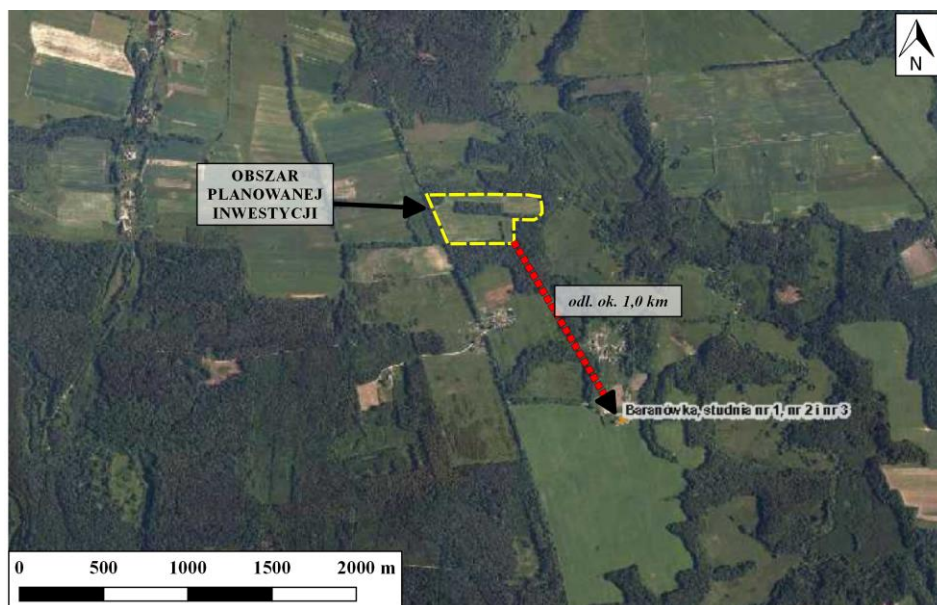 N
OBSZAR
PLANOWANEJ
INWESTYCJI
odl. ok. 1,0 km
Baranówka, studnia nr 1, nr 2 i nr 3
0 500 1000 1500 2000 m